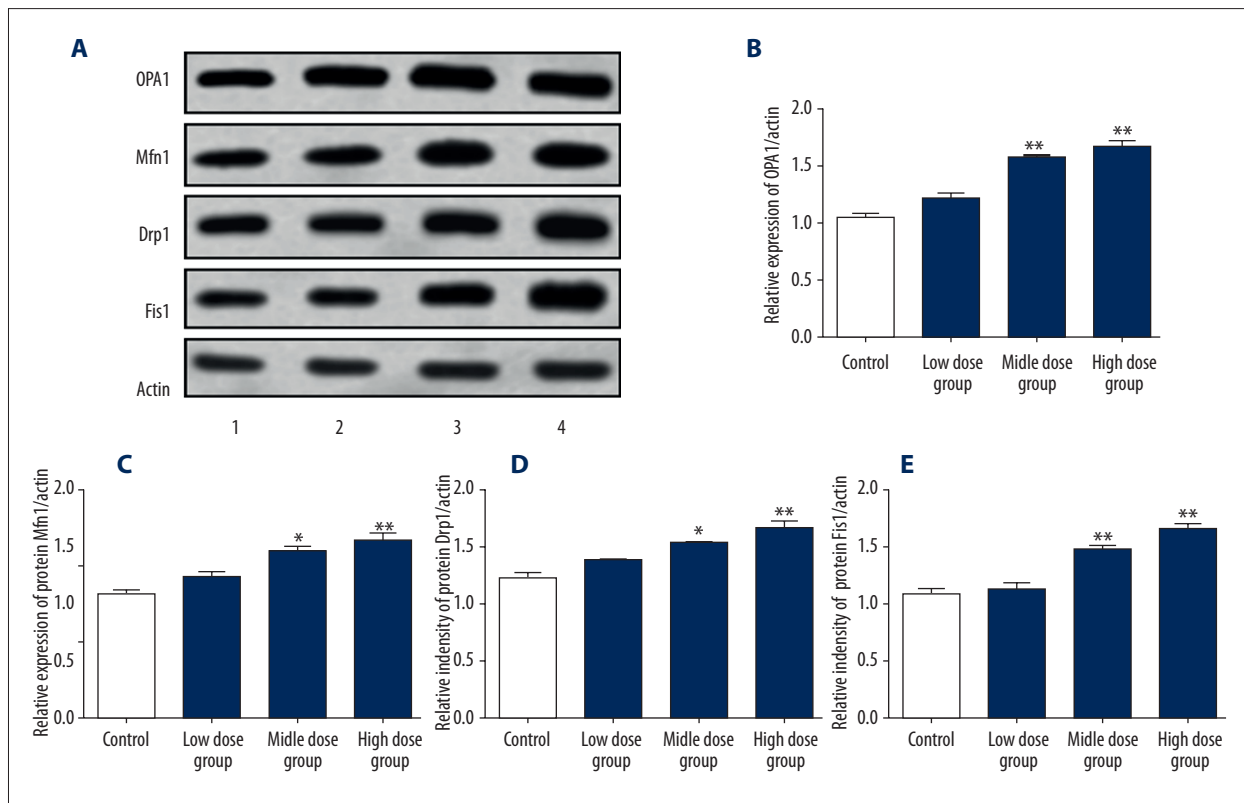 A
OPA1
Mfn1
Drp1
Fis1
Actin
1 2 3 4
B
Relative expression of OPA1/actin
2.0
1.5
1.0
0.5
0.0
**
**
Control
Low dose
group
Midle dose
group
High dose
group
C
Relative expression of protein Mfn1/actin
2.0
1.5
1.0
0.5
0.0
*
**
Control
Low dose
group
Midle dose
group
High dose
group
D
Relative indensity of protein Drp1/actin
2.0
1.5
1.0
0.5
0.0
*
**
Control
Low dose
group
Midle dose
group
High dose
group
E
Relative indensity of protein Fis1/actin
2.0
1.5
1.0
0.5
0.0
**
**
Control
Low dose
group
Midle dose
group
High dose
group